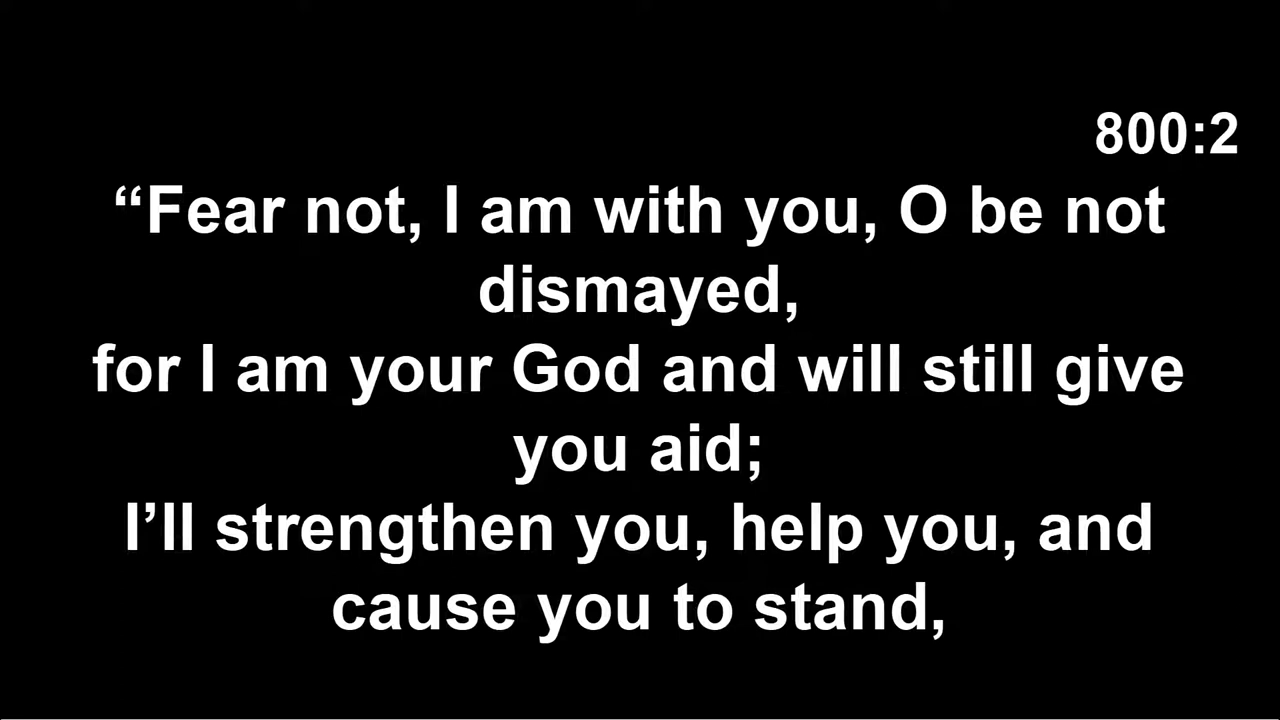 800:2
“Fear not, I am with you, O be not
dismayed,
for I am your God and will still give
you aid;
I’ll strengthen you, help you, and
cause you to stand,